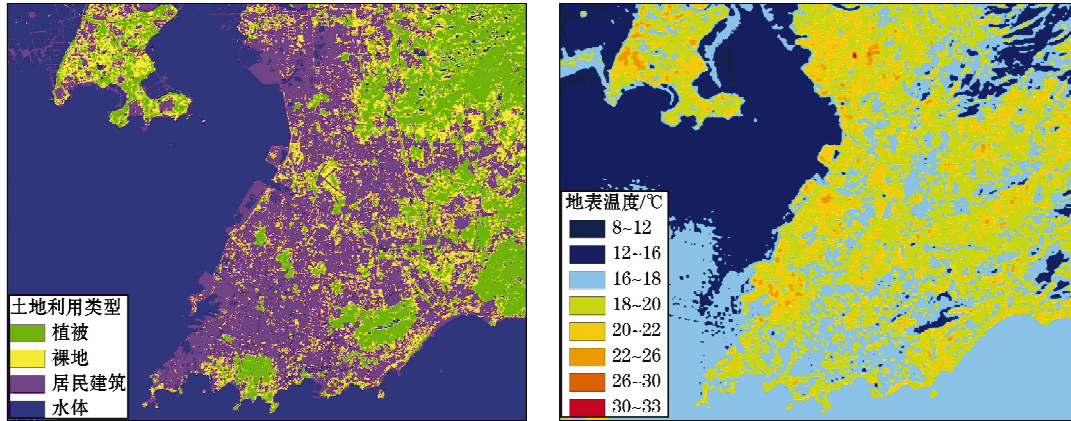 土地利用类型
植被
裸地
居民建筑
水体
地表温度/℃
8~12
12~16
16~18
18~20
20~22
22~26
26~30
30~33